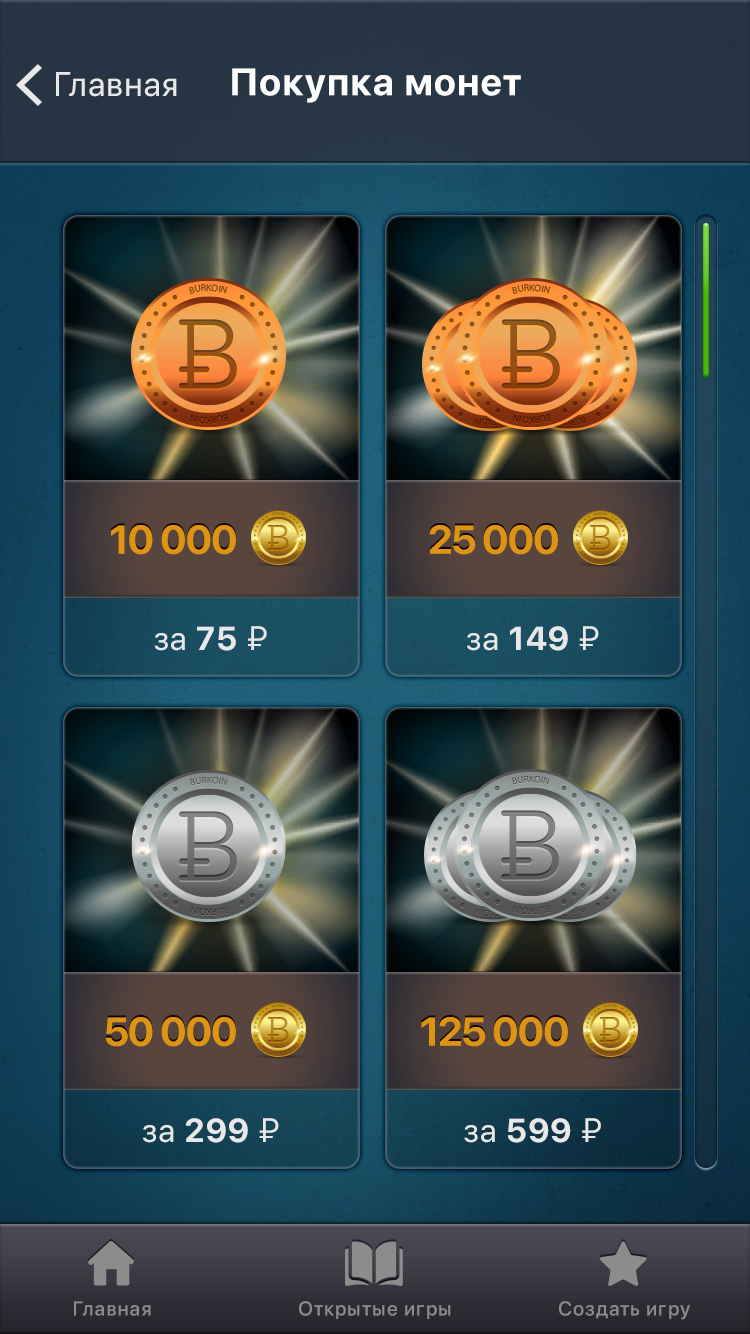 Главная
Покупка монет
BURKOIN
BURKOIN
BURKOIN
BURKOIN
10 000
25 000
за 75 ₽
за 149 ₽
BURKOIN
BURKOIN
BURKOIN
BURKOIN
50 000
125 000
за 299 ₽
за 599 ₽
Главная
Открытые игры
Создать игру